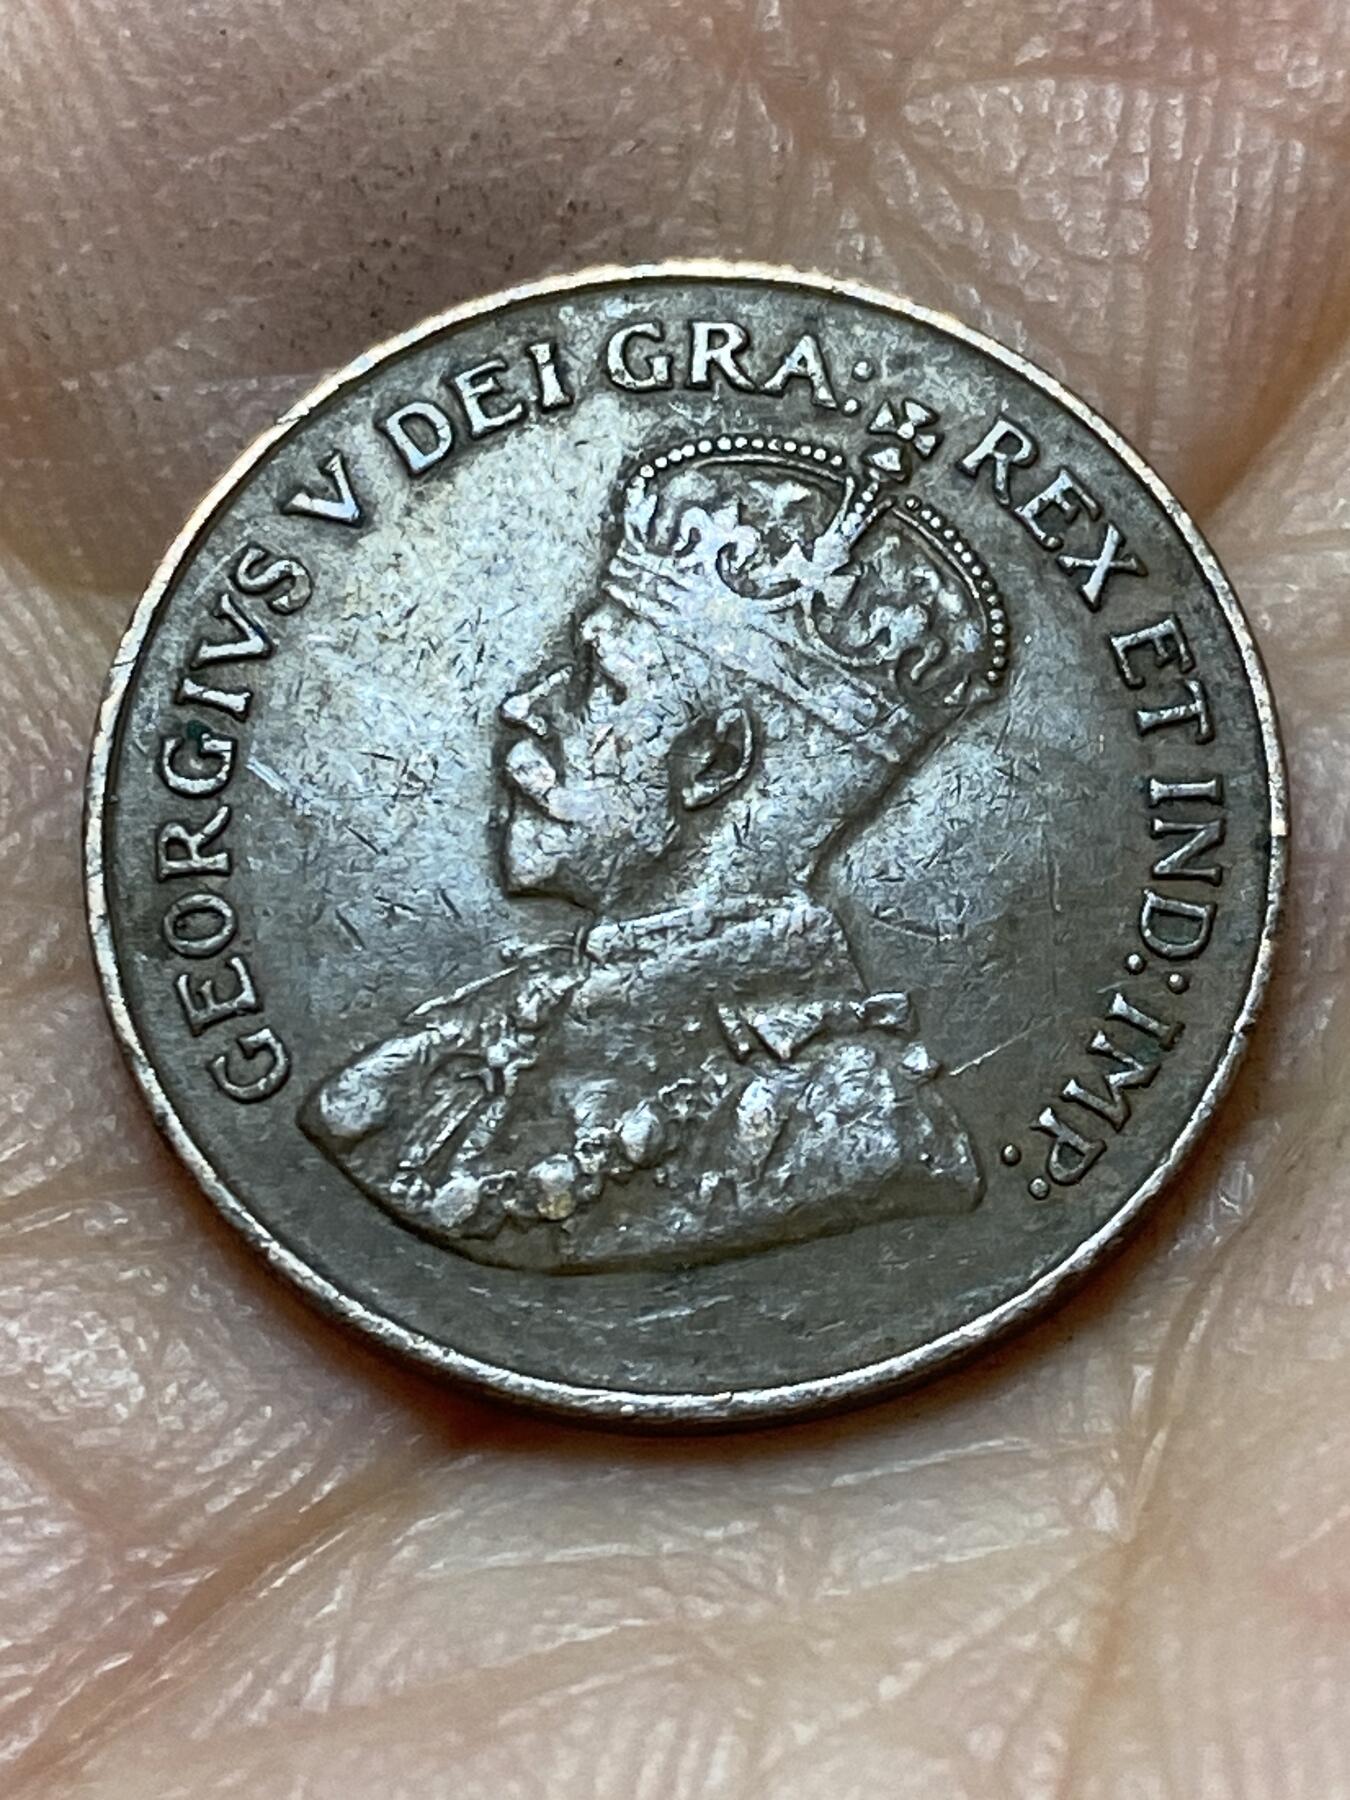 GEORGIVS V DEI GRA: REX ET IND: IMP: